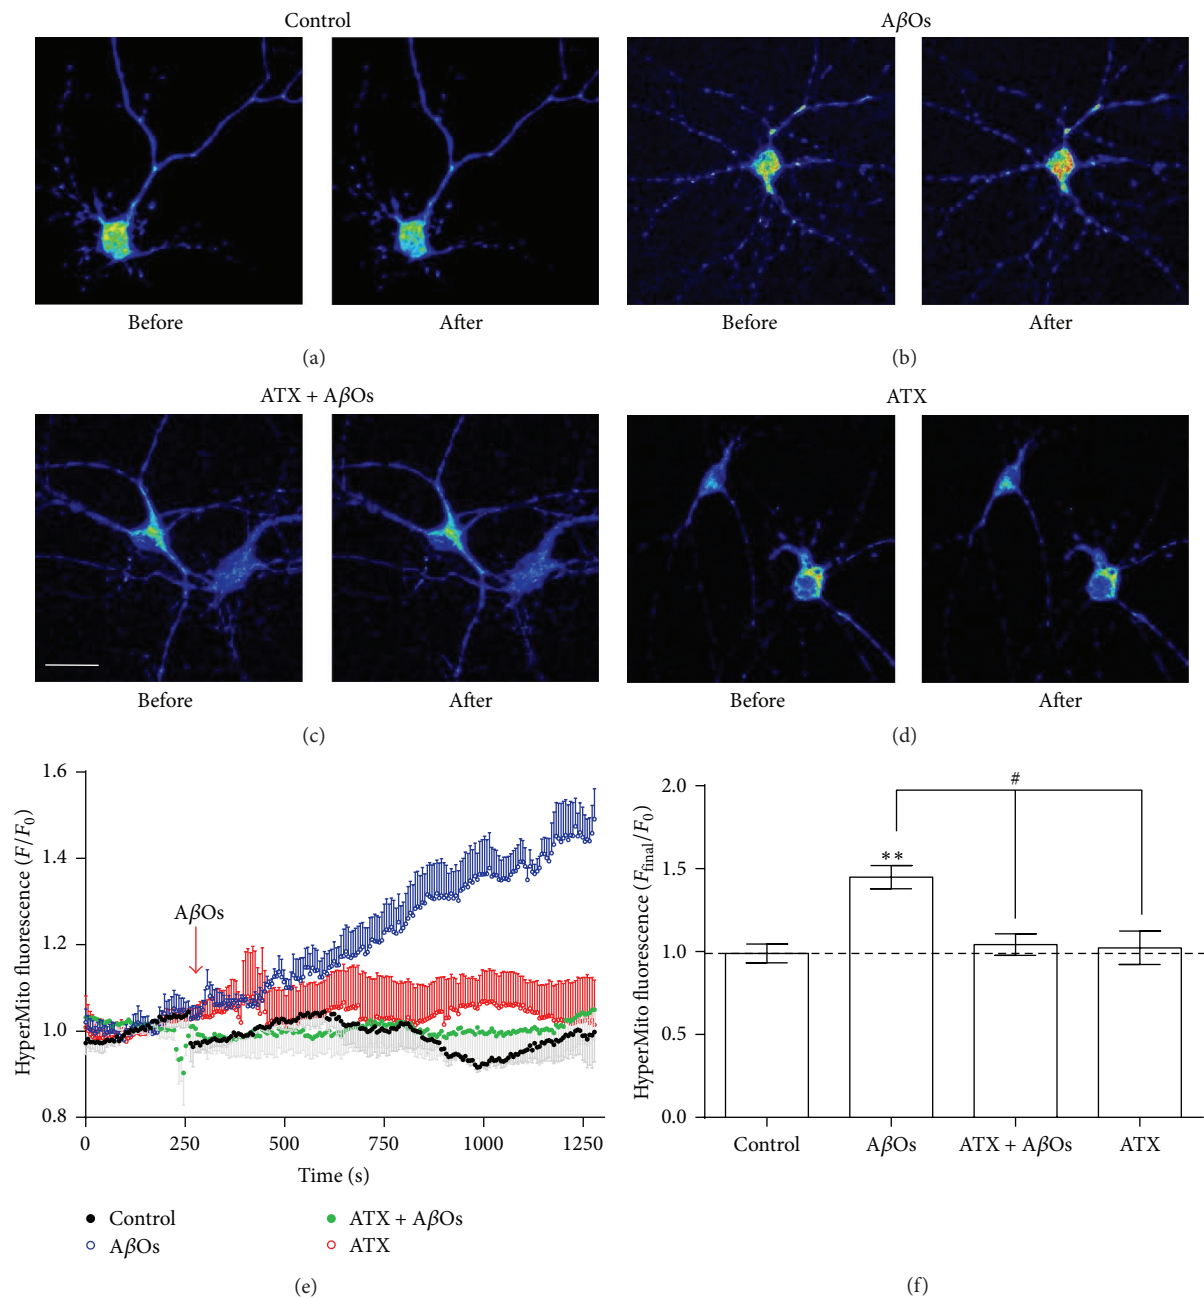 Control
AβOs
Before
After
Before
After
(a)
(b)
ATX + AβOs
ATX
Before
After
Before
After
(c)
(d)
HyperMito fluorescence (F/F0)
1.6
1.4
1.2
1.0
0.8
AβOs
0
250
500
750
1000
1250
Time (s)
Control
AβOs
ATX + AβOs
ATX
(e)
HyperMito fluorescence (Ffinal/F0)
2.0
1.5
1.0
0.5
0.0
#
**
Control
AβOs
ATX + AβOs
ATX
(f)